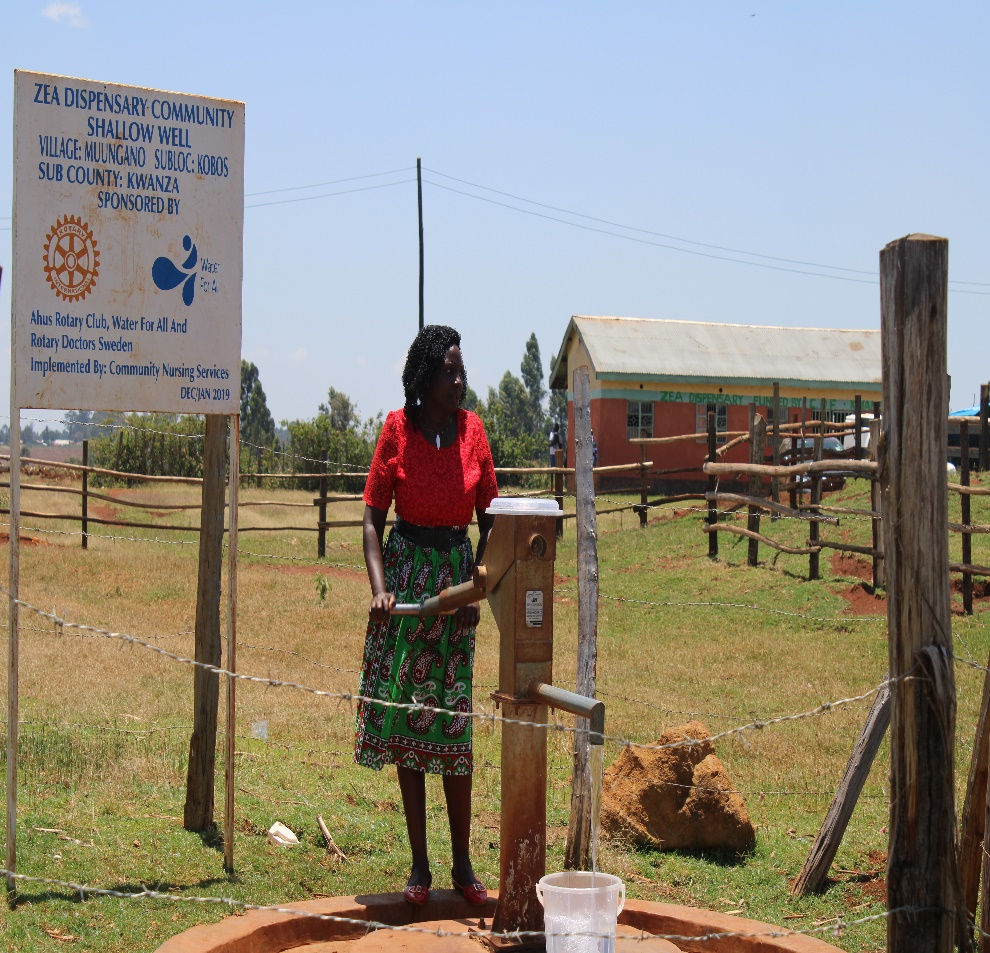 ZEA DISPENSARY COMMUNITY
SHALLOW WELL
VILLAGE: MUUNGANO SUBLOC: KOBOS
SUB COUNTY: KWANZA
SPONSORED BY
ROTARY
INTERNATIONAL
Water
For All
Ahus Rotary Club, Water For All And
Rotary Doctors Sweden
Implemented By: Community Nursing Services
DEC/JAN 2019
ZEA DISPENSARY FUNDED BY